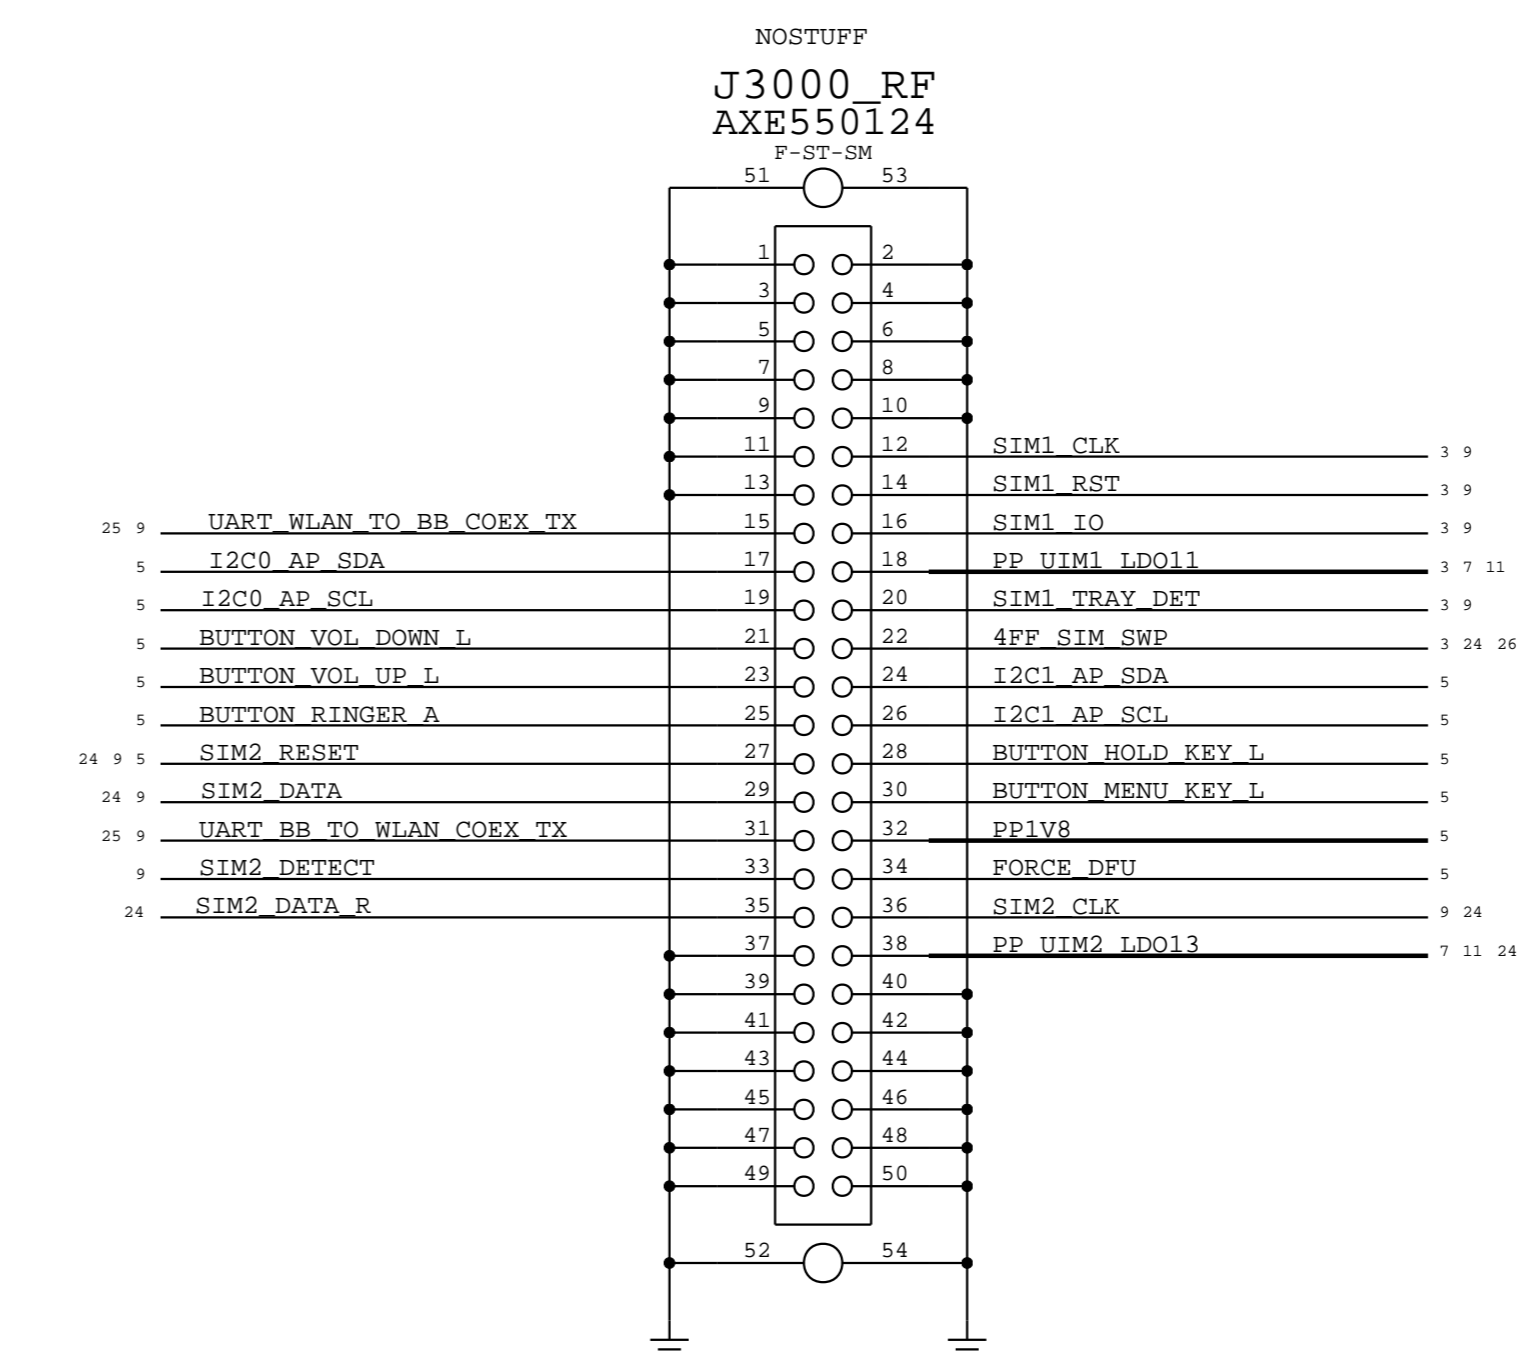 NOSTUFF
J3000_RF
AXE550124
F-ST-SM
51 53
1 2
3 4
5 6
7 8
9 10
11 12 SIM1_CLK 3 9
13 14 SIM1_RST 3 9
25 9 UART_WLAN_TO_BB_COEX_TX 15 16 SIM1_IO 3 9
5 I2C0_AP_SDA 17 18 PP_UIM1_LDO11 3 7 11
5 I2C0_AP_SCL 19 20 SIM1_TRAY_DET 3 9
5 BUTTON_VOL_DOWN_L 21 22 4FF_SIM_SWP 3 24 26
5 BUTTON_VOL_UP_L 23 24 I2C1_AP_SDA 5
5 BUTTON_RINGER_A 25 26 I2C1_AP_SCL 5
24 9 5 SIM2_RESET 27 28 BUTTON_HOLD_KEY_L 5
24 9 SIM2_DATA 29 30 BUTTON_MENU_KEY_L 5
25 9 UART_BB_TO_WLAN_COEX_TX 31 32 PP1V8 5
9 SIM2_DETECT 33 34 FORCE_DFU 5
24 SIM2_DATA_R 35 36 SIM2_CLK 9 24
37 38 PP_UIM2_LDO13 7 11 24
39 40
41 42
43 44
45 46
47 48
49 50
52 54